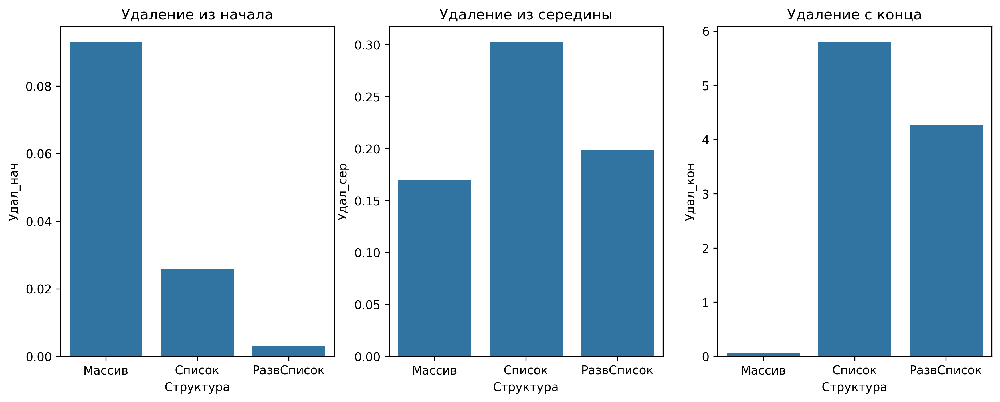 Удаление из начала
Удал_нач
0.08
0.06
0.04
0.02
0.00
Массив Список РазвСписок
Структура
Удаление из середины
Удал_сер
0.30
0.25
0.20
0.15
0.10
0.05
0.00
Массив Список РазвСписок
Структура
Удаление с конца
Удал_кон
6
5
4
3
2
1
0
Массив Список РазвСписок
Структура